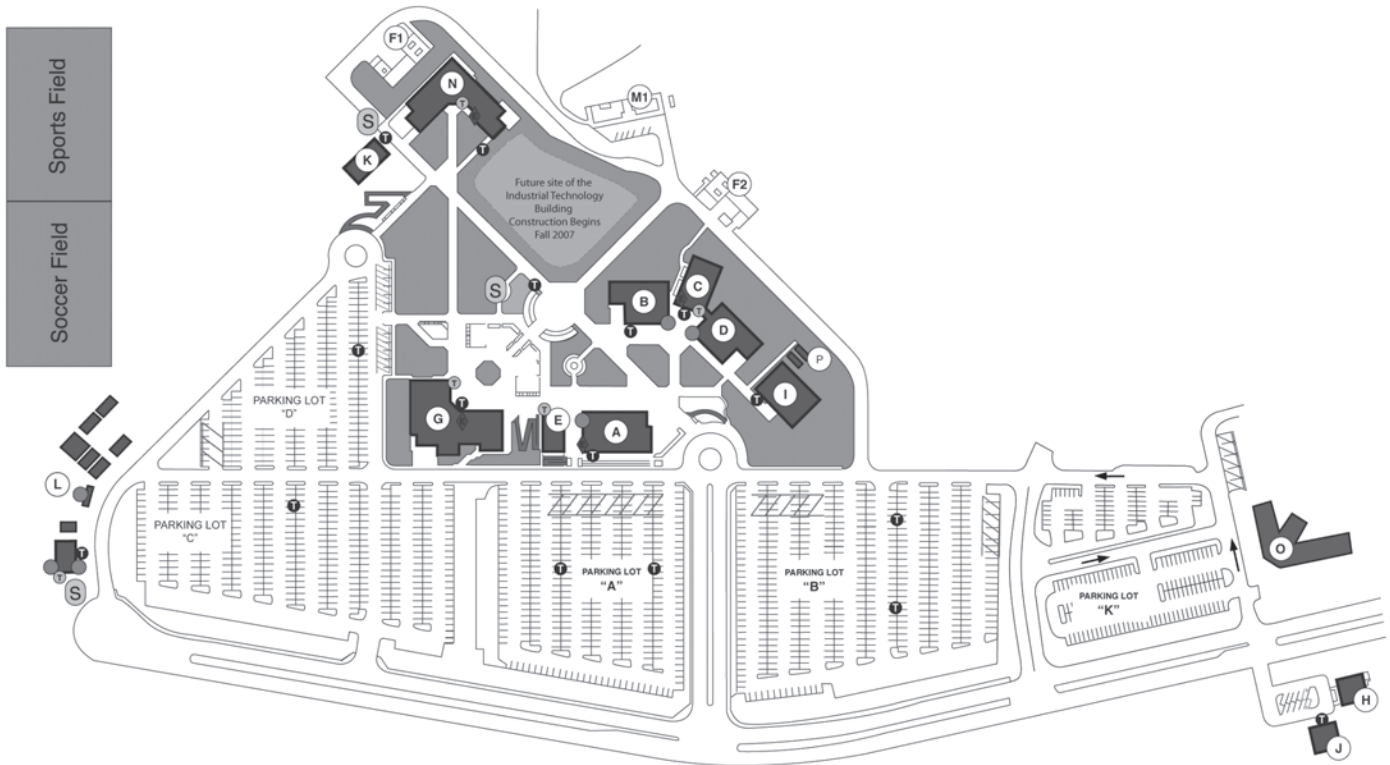 F1
N
M1
S
T
T
K
T
F2
Sports Field
Future site of the
Industrial Technology
Building
Construction Begins
Fall 2007
Soccer Field
S
T
C
B
T
T
D
T
T
P
I
T
PARKING LOT
"D"
T
G
T
T
E
A
T
L
PARKING LOT
"C"
T
T
T
S
T
PARKING LOT
"A"
T
PARKING LOT
"B"
T
T
O
PARKING LOT
"K"
H
T
J